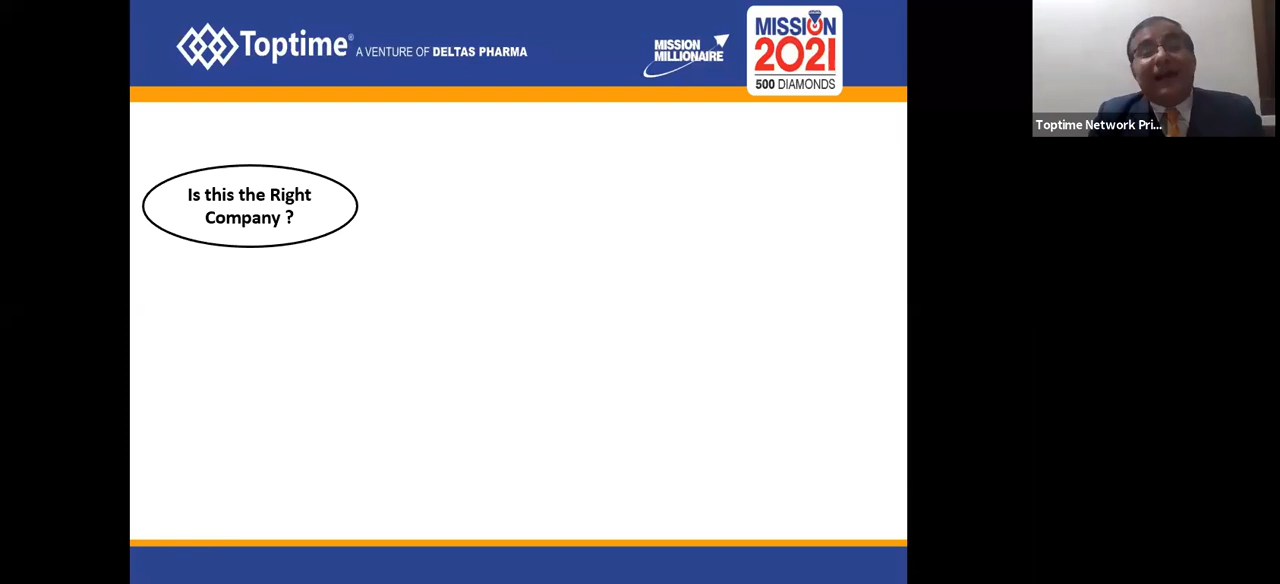 Toptime® A VENTURE OF DELTAS PHARMA
MISSION
MILLIONAIRE
MISSION
2021
500 DIAMONDS
Toptime Network Pri...
Is this the Right
Company ?